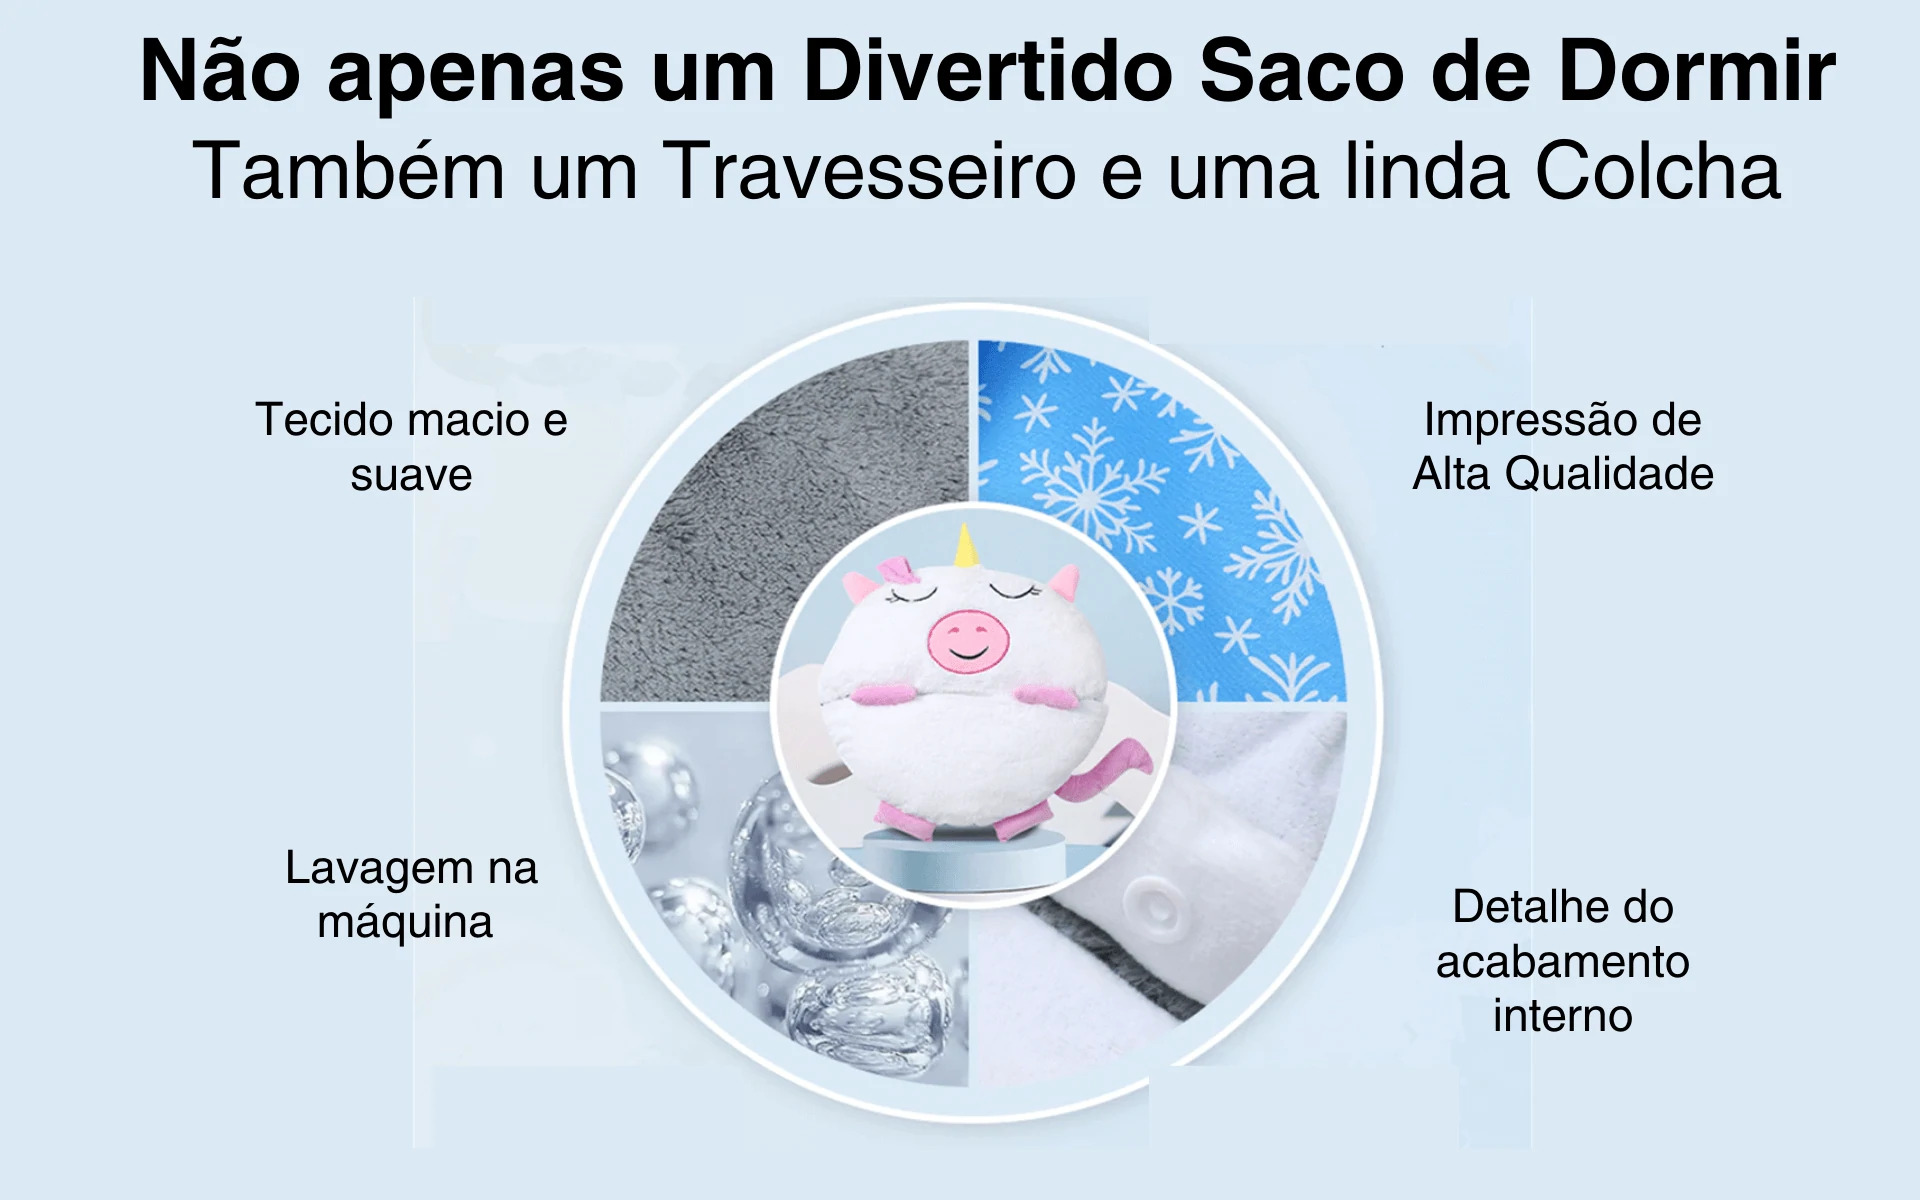 Não apenas um Divertido Saco de Dormir
Também um Travesseiro e uma linda Colcha
Tecido macio e
suave
Impressão de
Alta Qualidade
Lavagem na
máquina
Detalhe do
acabamento
interno